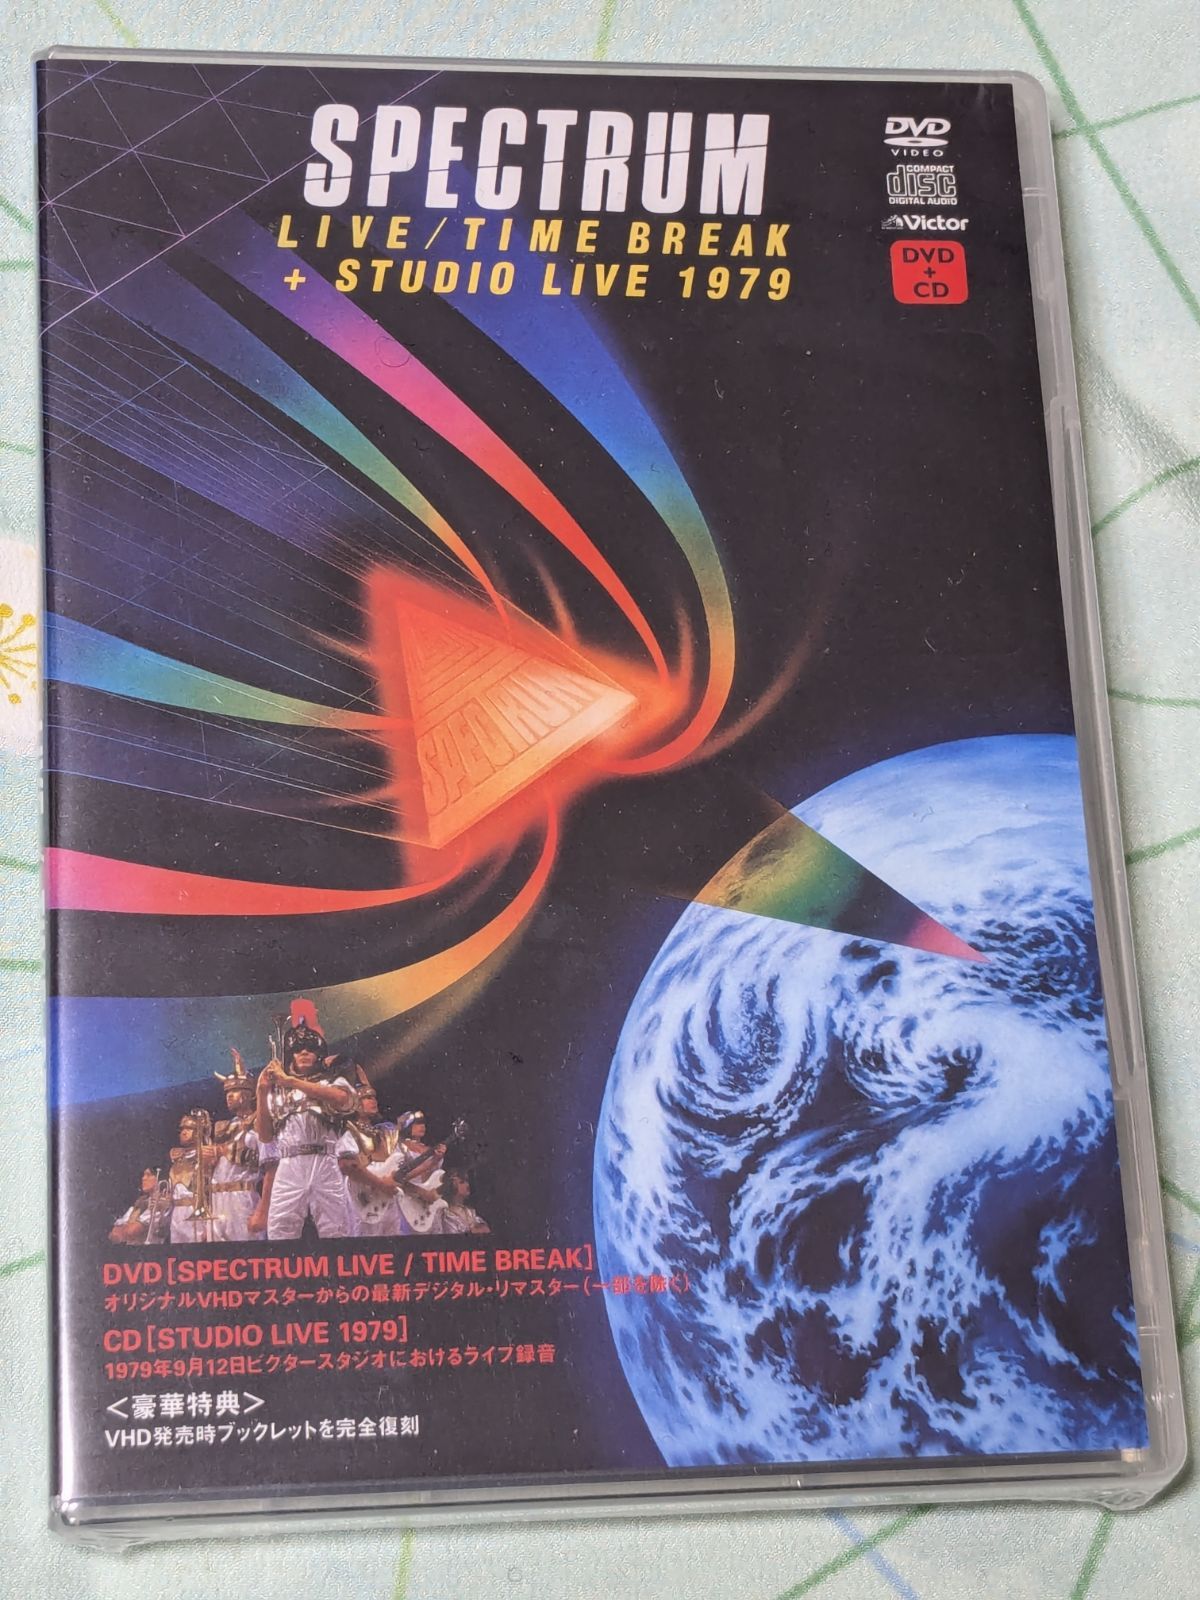 SPECTRUM
LIVE/TIME BREAK
+ STUDIO LIVE 1979
DVD
VIDEO
COMPACT
disc
DIGITAL AUDIO
Victor
DVD
+
CD
SPECTRUM
DVD[SPECTRUM LIVE / TIME BREAK]
オリジナルVHDマスターからの最新デジタル・リマスター(一部を除く)
CD[STUDIO LIVE 1979]
1979年9月12日ビクタースタジオにおけるライブ録音
<豪華特典>
VHD発売時ブックレットを完全復刻